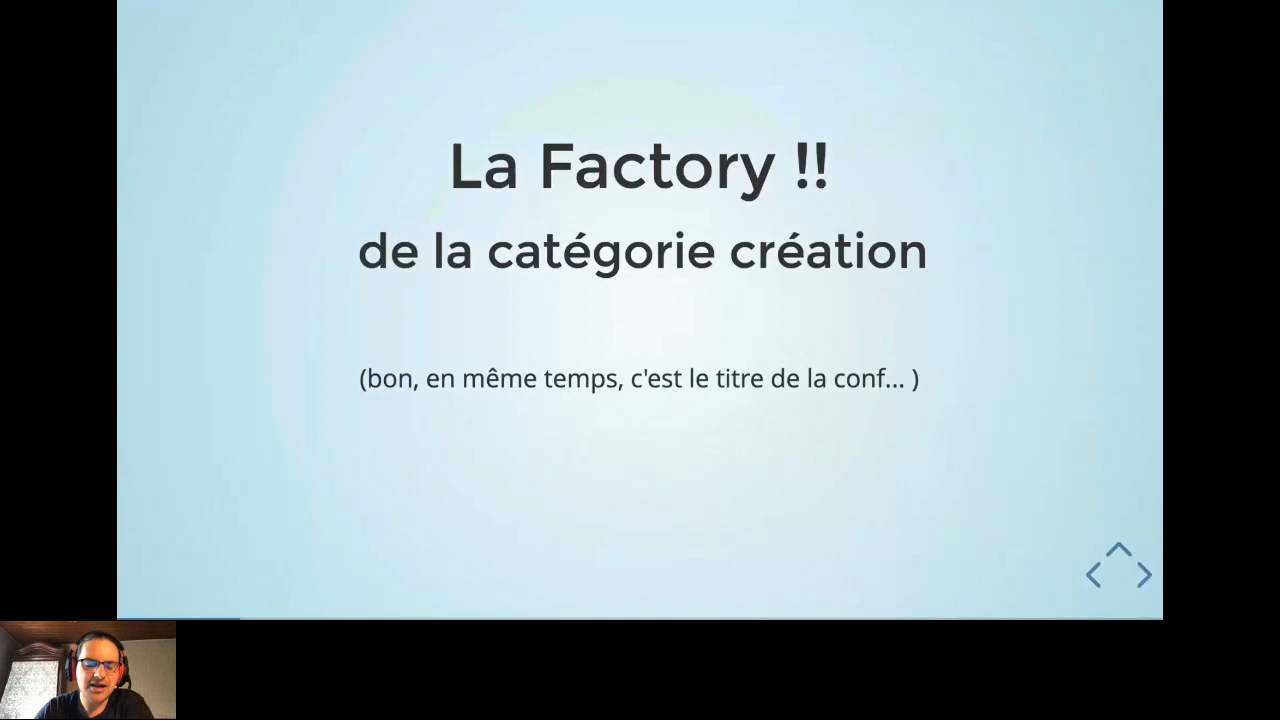 La Factory !!
de la catégorie création
(bon, en même temps, c'est le titre de la conf... )